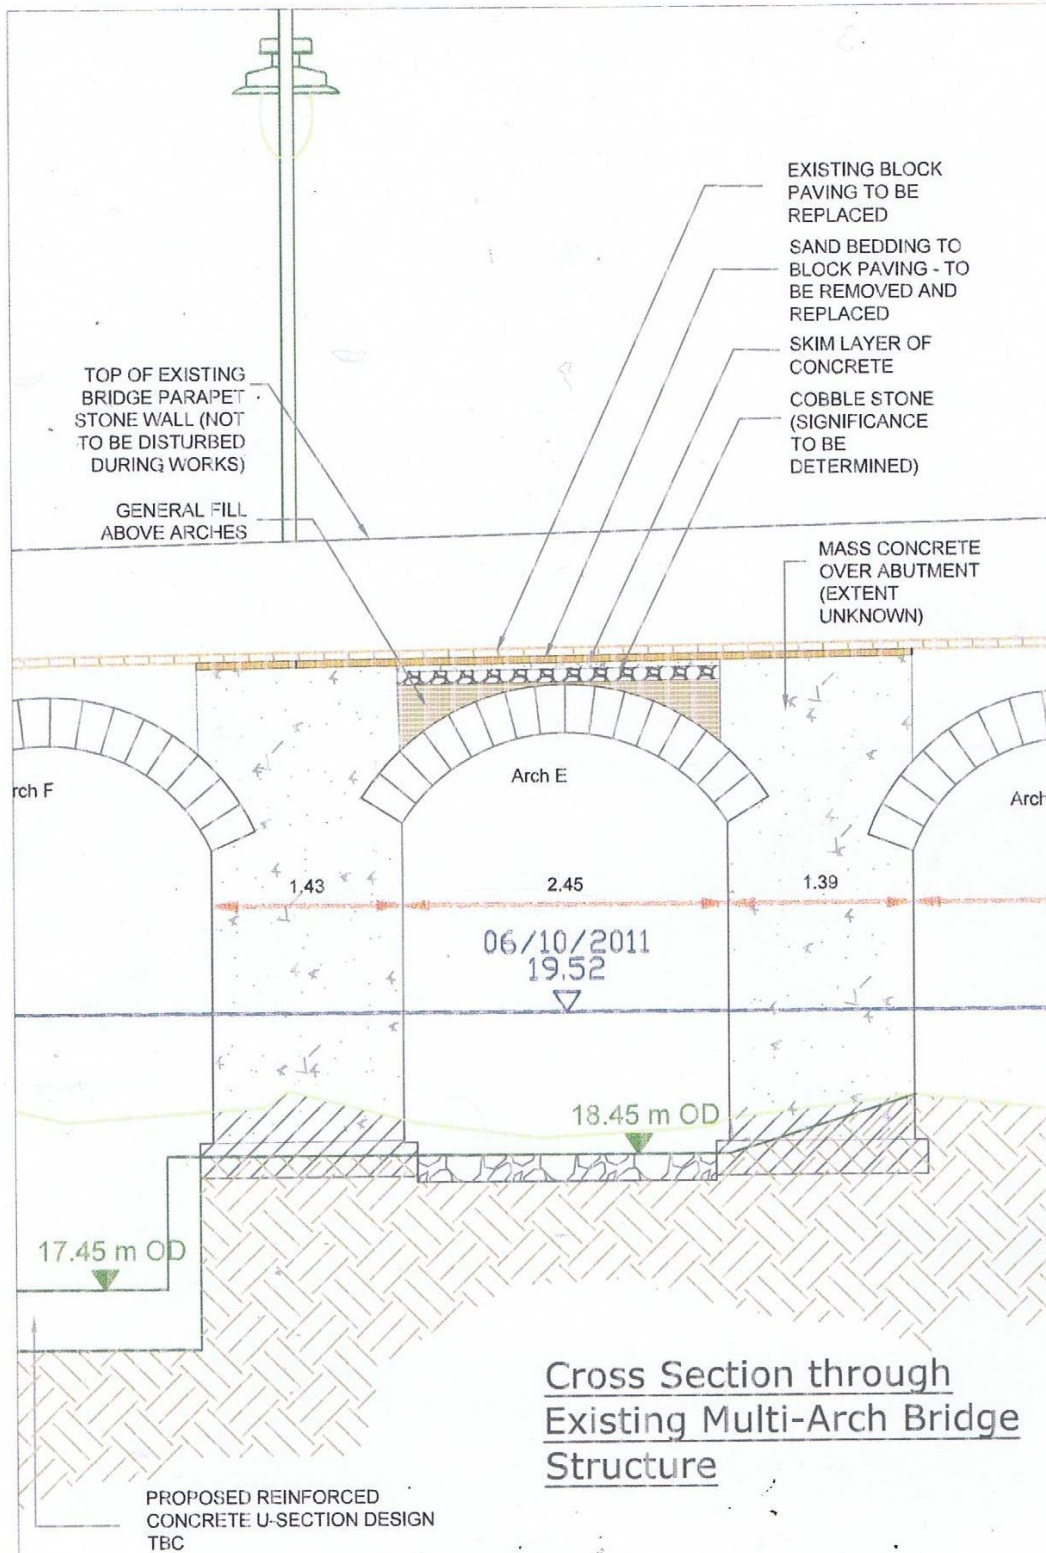 EXISTING BLOCK
PAVING TO BE
REPLACED
SAND BEDDING TO
BLOCK PAVING - TO
BE REMOVED AND
REPLACED
SKIM LAYER OF
CONCRETE
COBBLE STONE
(SIGNIFICANCE
TO BE
DETERMINED)
TOP OF EXISTING
BRIDGE PARAPET
STONE WALL (NOT
TO BE DISTURBED
DURING WORKS)
GENERAL FILL
ABOVE ARCHES
MASS CONCRETE
OVER ABUTMENT
(EXTENT
UNKNOWN)
rch F
Arch E
Arch
1.43
2.45
1.39
06/10/2011
19.52
18.45 m OD
17.45 m OD
Cross Section through
Existing Multi-Arch Bridge
Structure
PROPOSED REINFORCED
CONCRETE U-SECTION DESIGN
TBC